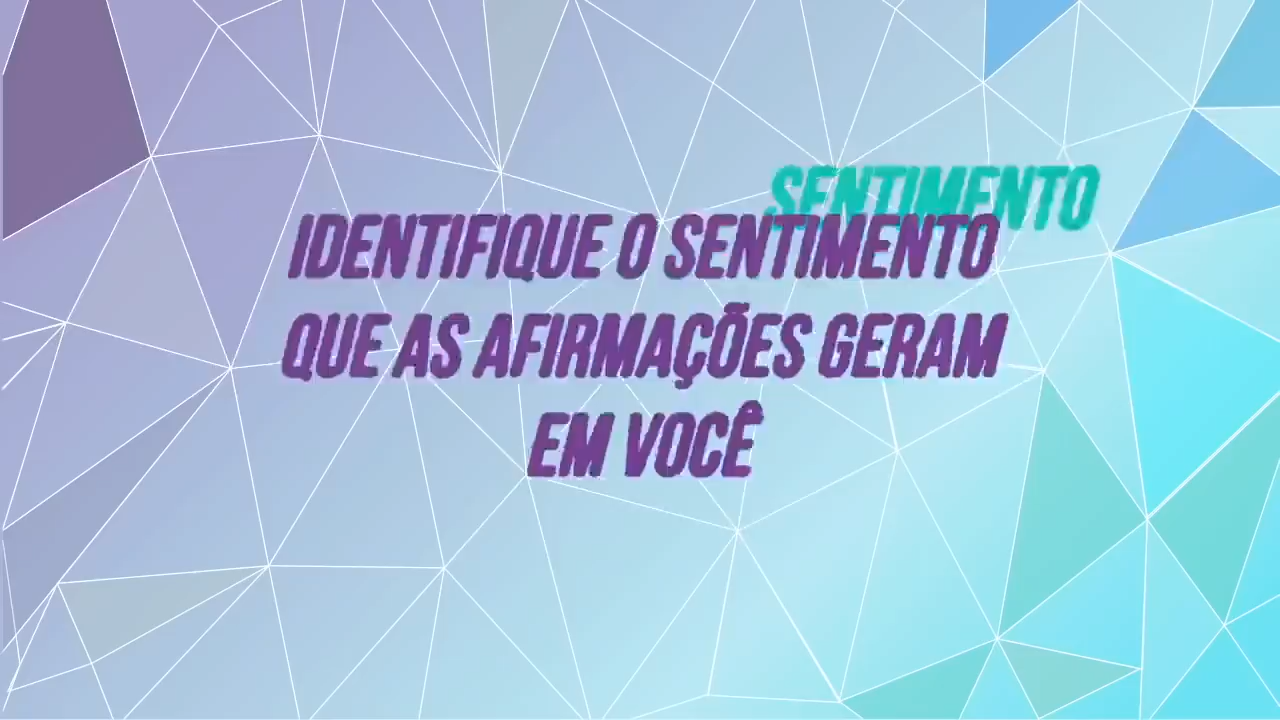 SENTIMENTO
IDENTIFIQUE O SENTIMENTO
QUE AS AFIRMAÇÕES GERAM
EM VOCÊ